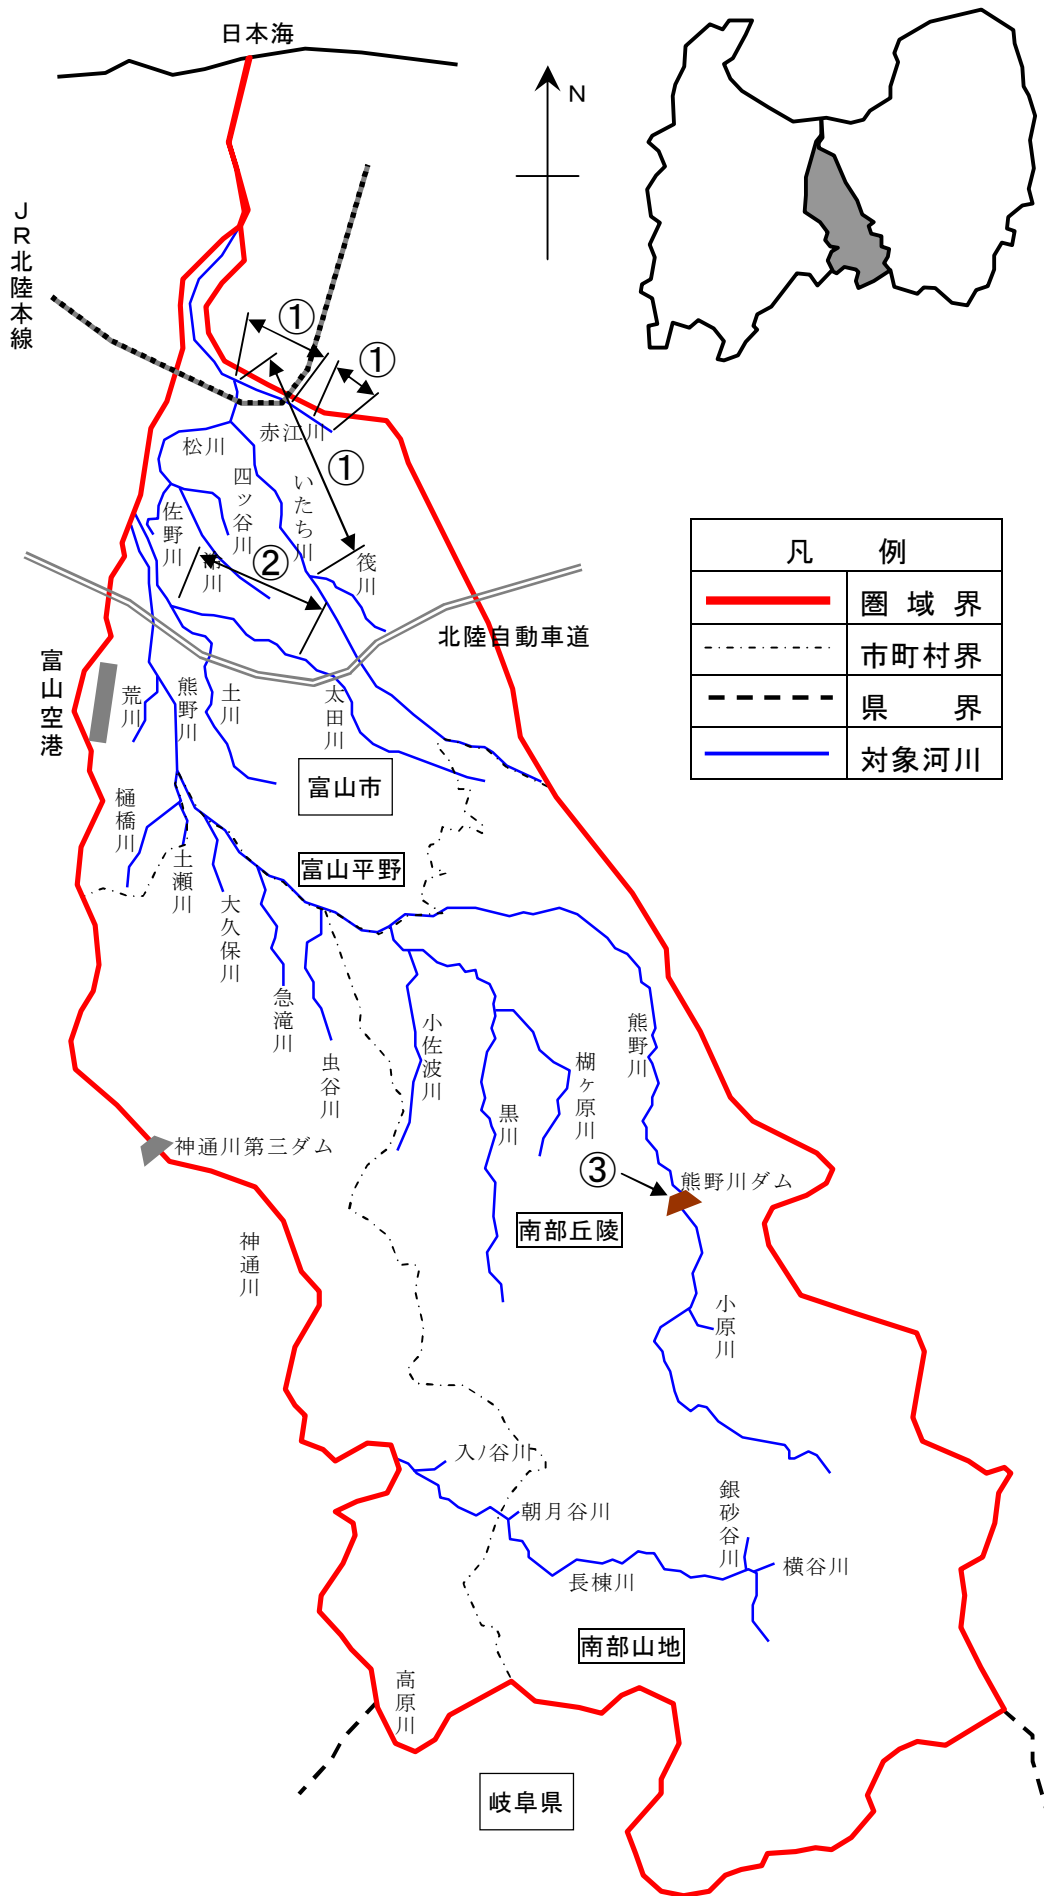 日本海
N
JR北陸本線
①
①
赤江川
松川
①
四ッ谷川
いたち川
佐野川
②
筏川
北陸自動車道
凡 例
圏域界
市町村界
県 界
対象河川
富山空港
荒川
熊野川
土川
太田川
富山市
樋橋川
土瀬川
富山平野
大久保川
急滝川
虫谷川
小佐波川
黒川
熊野川
神通川第三ダム
③
熊野川ダム
南部丘陵
神通川
小原川
入ノ谷川
朝月谷川
銀砂谷川
横谷川
長棟川
南部山地
高原川
岐阜県